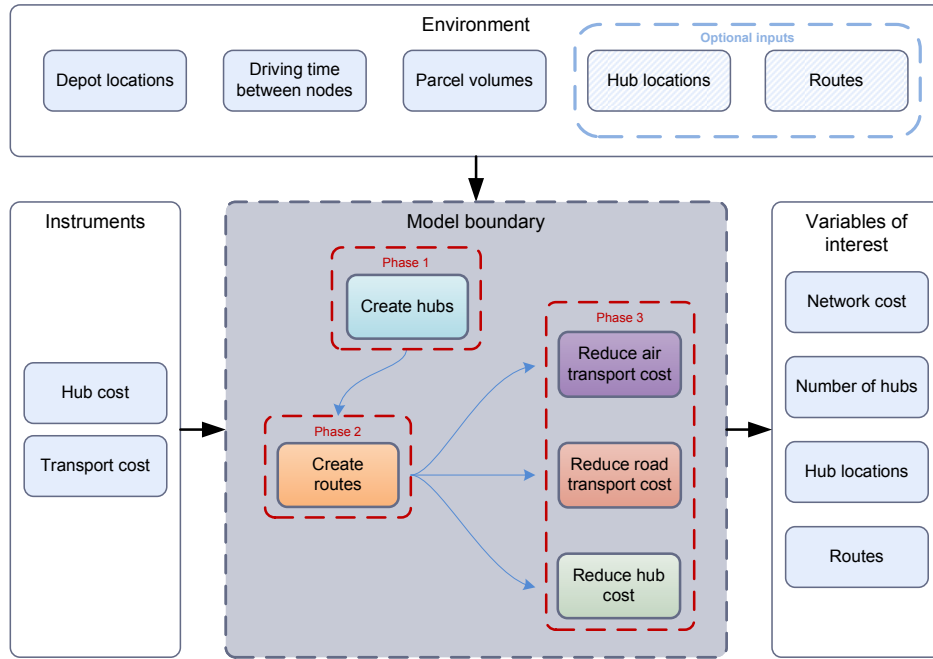 Environment
Optional inputs
Depot locations
Driving time
between nodes
Parcel volumes
Hub locations
Routes
Instruments
Hub cost
Transport cost
Model boundary
Phase 1
Create hubs
Phase 2
Create
routes
Phase 3
Reduce air
transport cost
Reduce road
transport cost
Reduce hub
cost
Variables of
interest
Network cost
Number of hubs
Hub locations
Routes